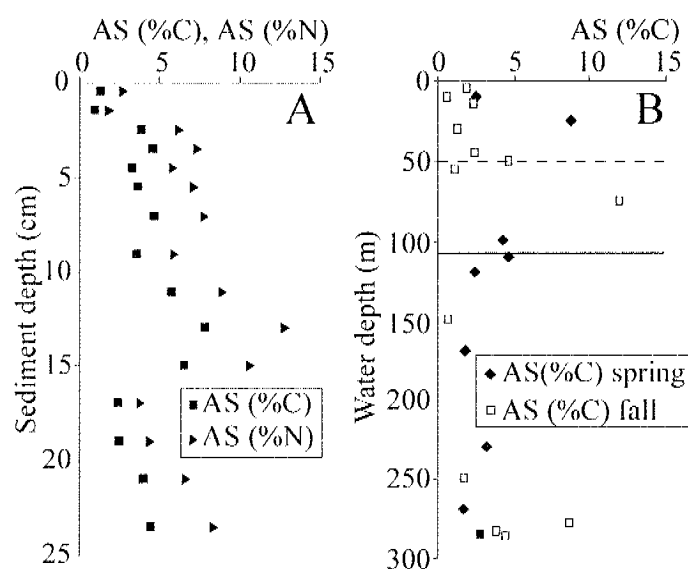 AS (%C), AS (%N)
0 5 10 15
0
5
10
15
20
25
Sediment depth (cm)
A
AS (%C)
AS (%N)
AS (%C)
0 5 10 15
0
50
100
150
200
250
300
Water depth (m)
B
AS(%C) spring
AS (%C) fall